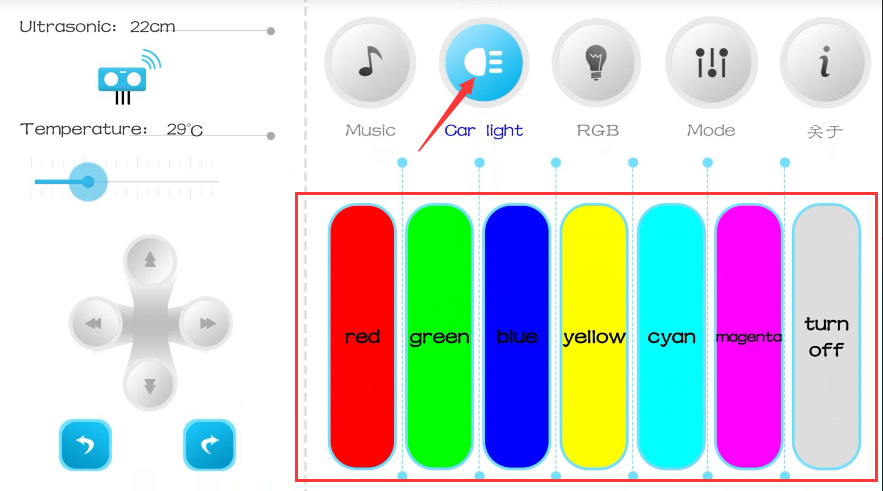 Ultrasonic: 22cm
Temperature: 29℃
Music
Car light
RGB
Mode
关于
red
green
blue
yellow
cyan
magenta
turn
off